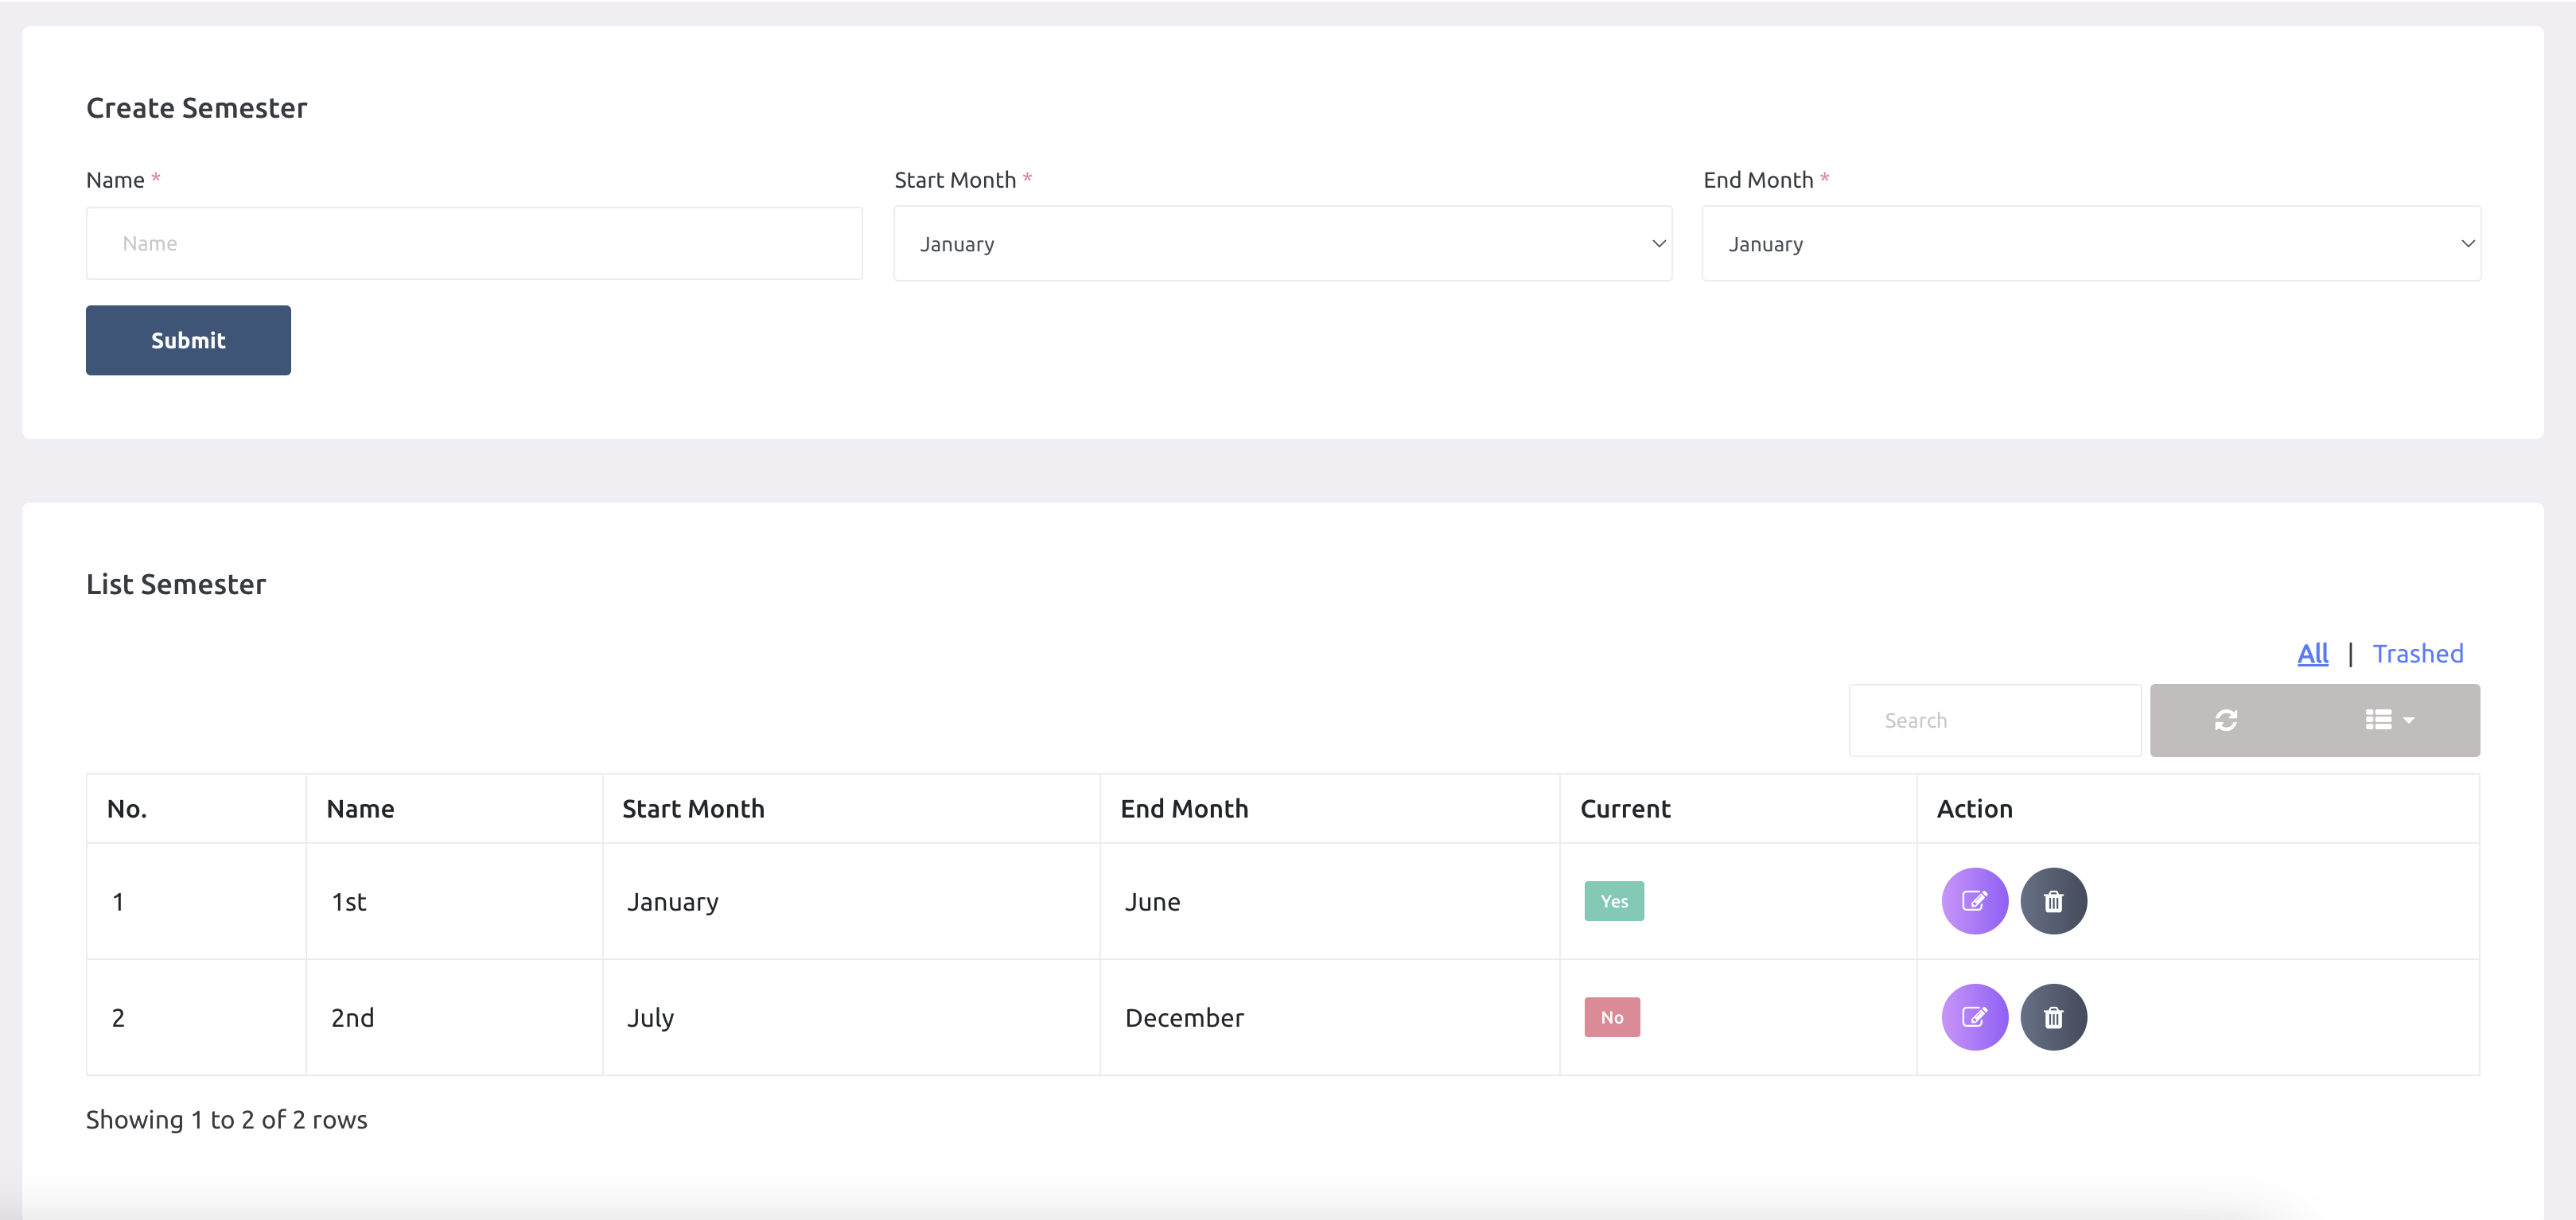 Create Semester
Name * Start Month * End Month *
Name January January
Submit
List Semester
All | Trashed
Search
No. Name Start Month End Month Current Action
1 1st January June Yes
2 2nd July December No
Showing 1 to 2 of 2 rows